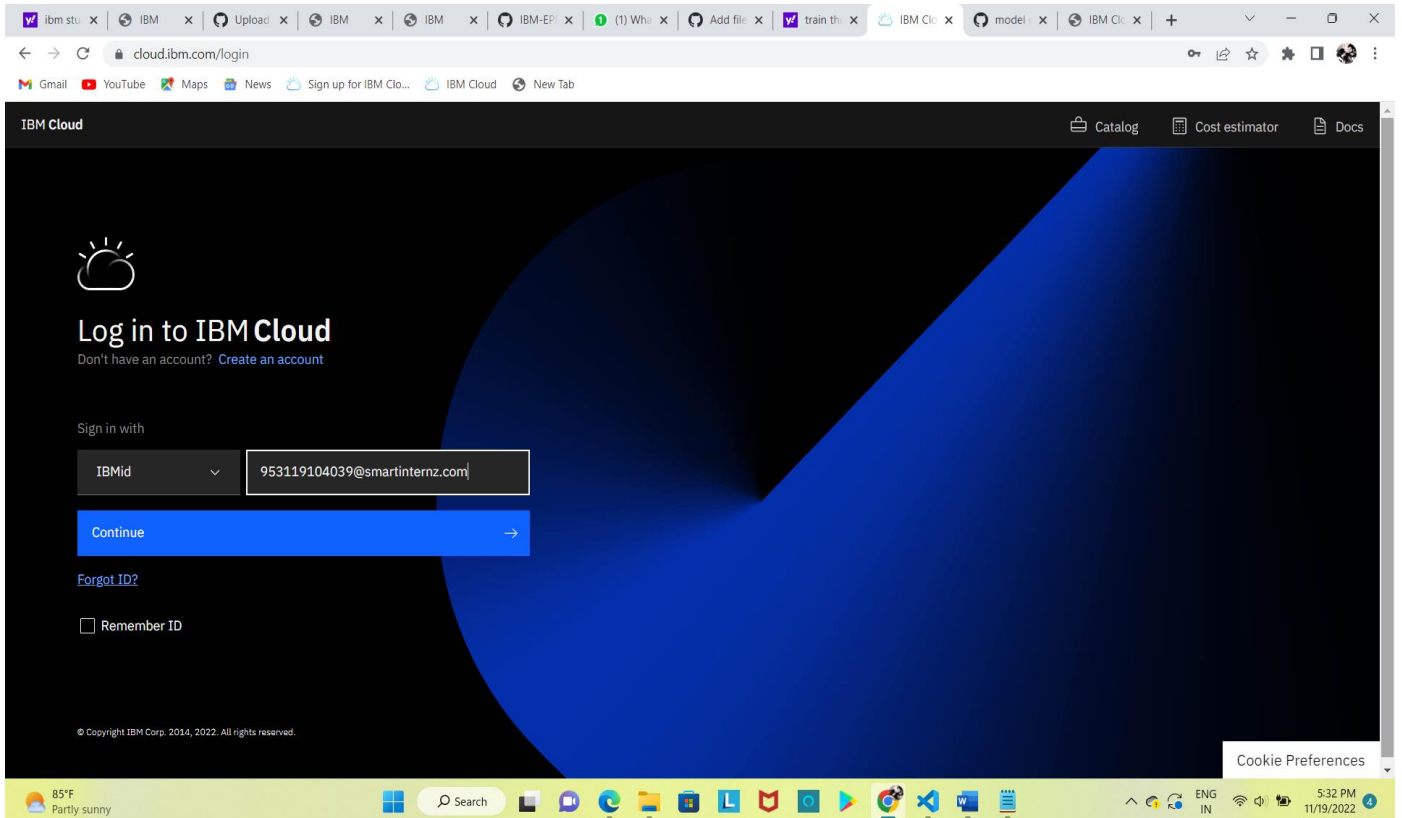 ibm stu IBM Upload IBM IBM IBM-EPI (1) Wha Add file train the IBM Clo model IBM Clo
cloud.ibm.com/login
Gmail YouTube Maps News Sign up for IBM Clo... IBM Cloud New Tab
IBM Cloud Catalog Cost estimator Docs
Log in to IBM Cloud
Don't have an account? Create an account
Sign in with
IBMid 953119104039@smartinternz.com
Continue
Forgot ID?
Remember ID
© Copyright IBM Corp. 2014, 2022. All rights reserved.
Cookie Preferences
85°F
Partly sunny
Search
ENG
IN
5:32 PM
11/19/2022
4